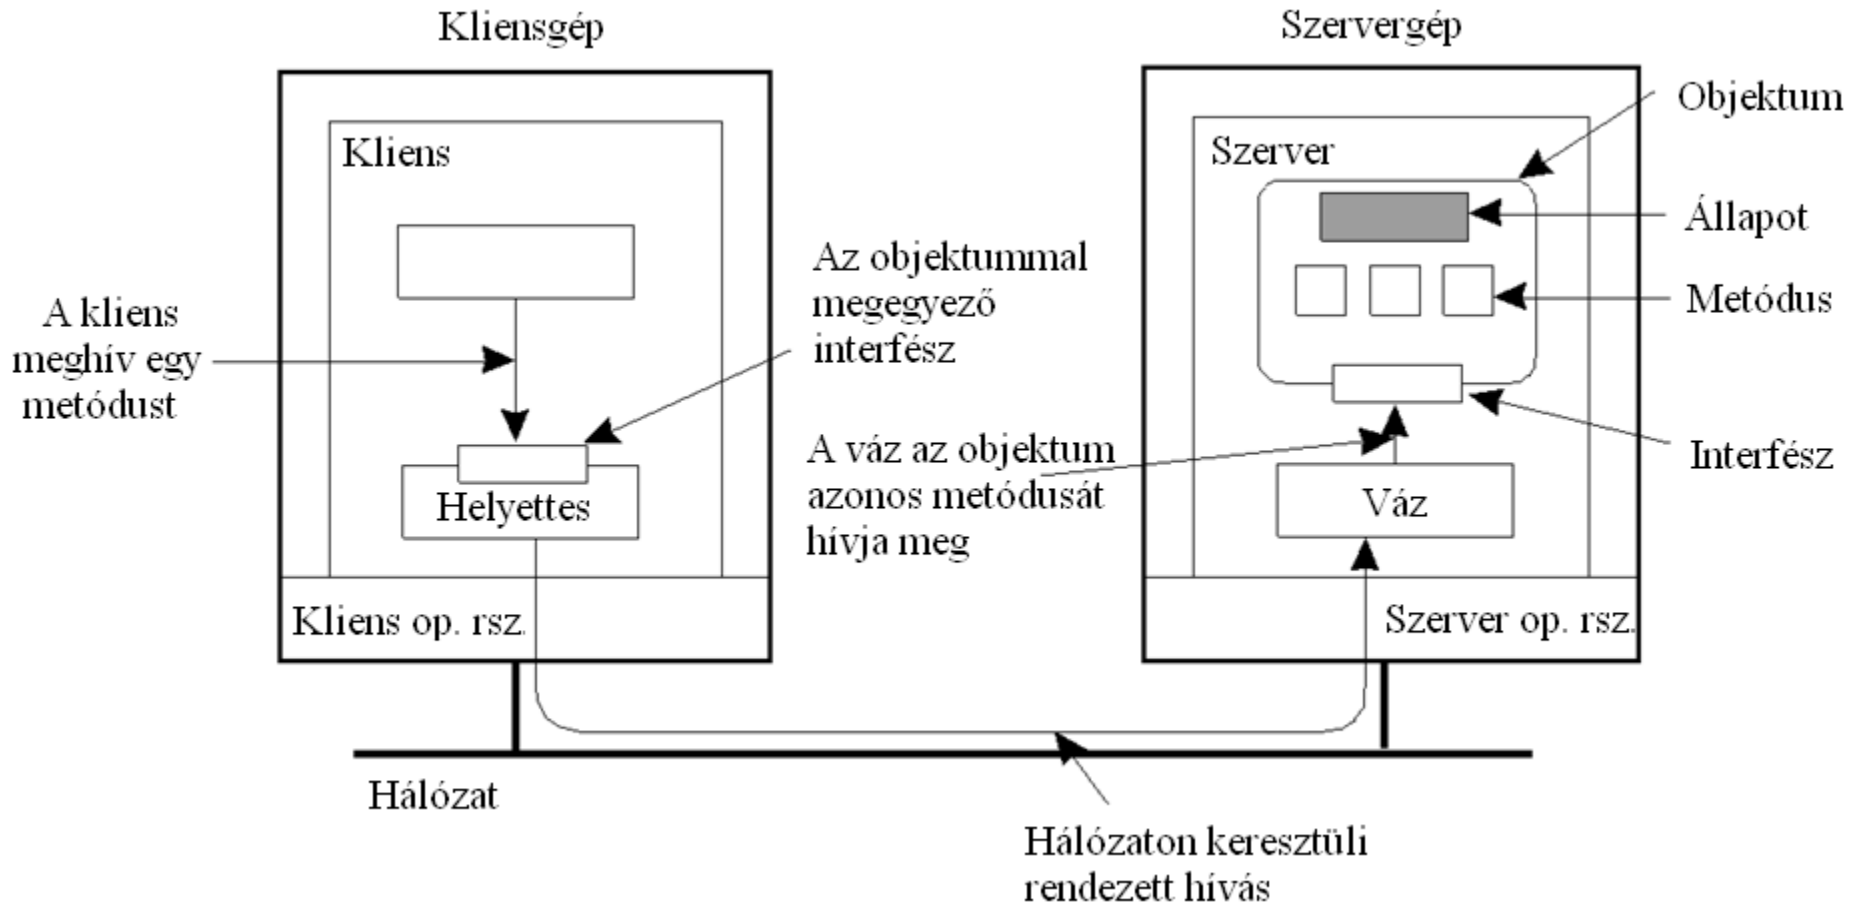 Kliensgép
Szervergép
Kliens
A kliens
meghív egy
metódust
Az objektummal
megegyező
interfész
Helyettes
Kliens op. rsz.
Szerver
Objektum
Állapot
Metódus
Interfész
A váz az objektum
azonos metódusát
hívja meg
Váz
Szerver op. rsz.
Hálózat
Hálózaton keresztüli
rendezett hívás